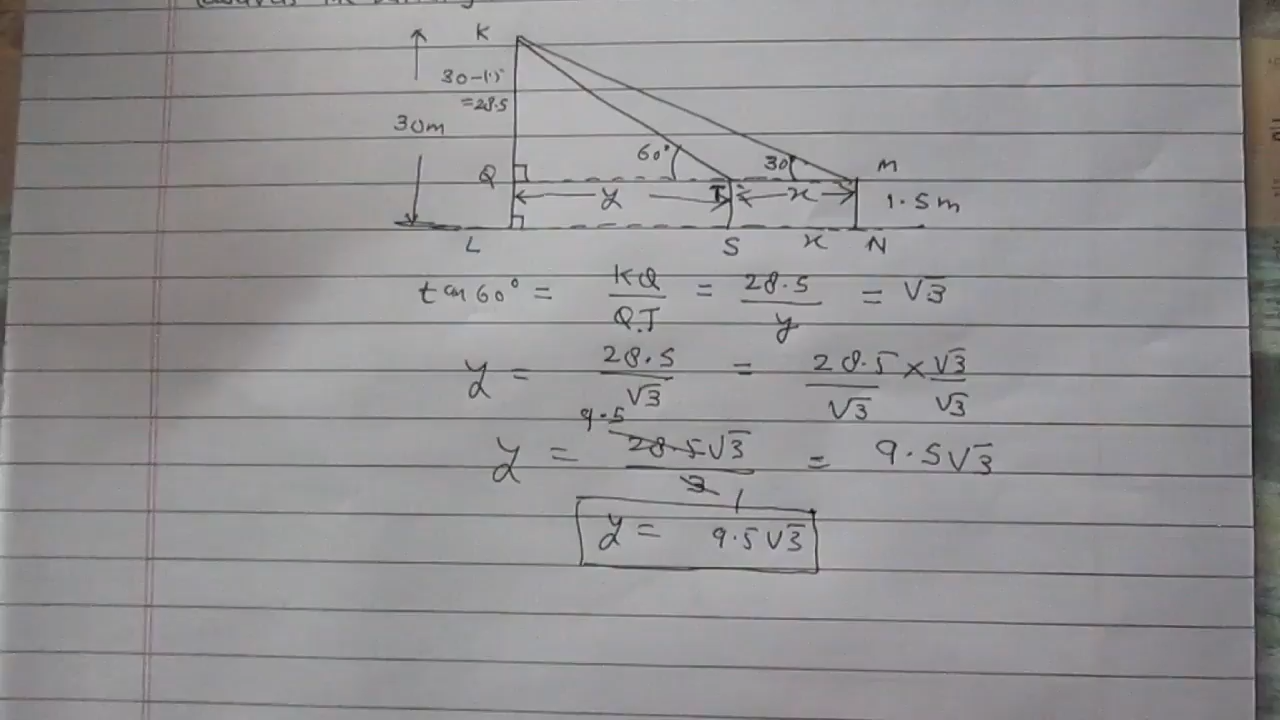 K
30-1.5
=28.5
30m
60°
30
M
Q
y
T
x
1.5m
L
S
x
N
tan 60° = KQ/QT = 28.5/y = √3
y = 28.5/√3 = 28.5/√3 × √3/√3
9.5
y = 28.5√3/3 = 9.5√3
1
y = 9.5√3